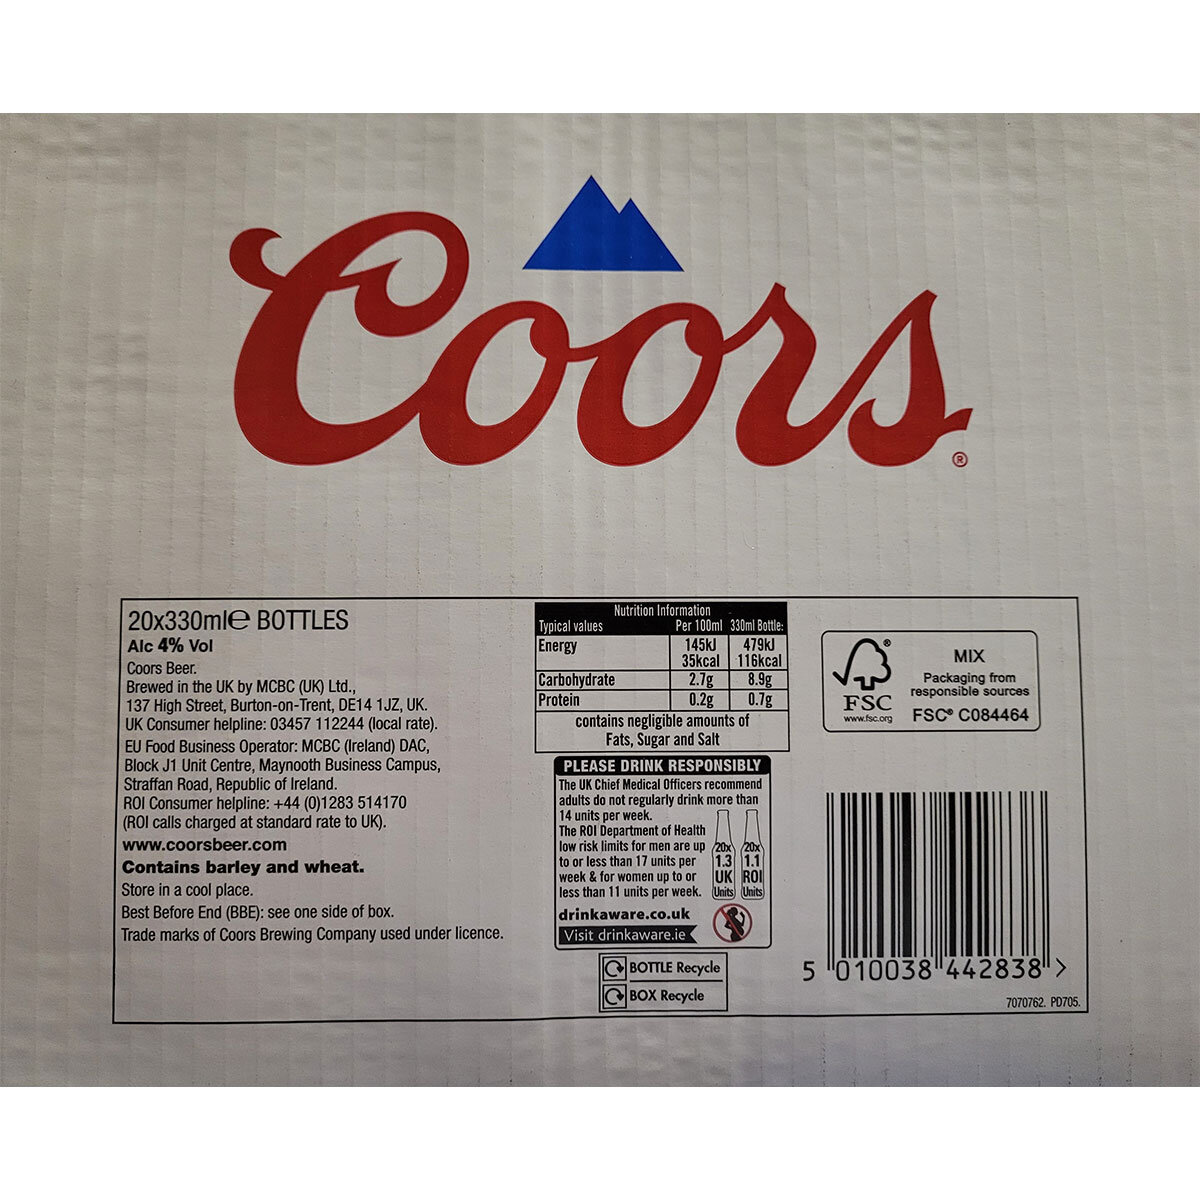 Coors®
20x330ml℮ BOTTLES
Alc 4% Vol
Coors Beer.
Brewed in the UK by MCBC (UK) Ltd.,
137 High Street, Burton-on-Trent, DE14 1JZ, UK.
UK Consumer helpline: 03457 112244 (local rate).
EU Food Business Operator: MCBC (Ireland) DAC,
Block J1 Unit Centre, Maynooth Business Campus,
Straffan Road, Republic of Ireland.
ROI Consumer helpline: +44 (0)1283 514170
(ROI calls charged at standard rate to UK).
www.coorsbeer.com
Contains barley and wheat.
Store in a cool place.
Best Before End (BBE): see one side of box.
Trade marks of Coors Brewing Company used under licence.
Nutrition Information
Typical values Per 100ml 330ml Bottle:
Energy 145kJ 479kJ
35kcal 116kcal
Carbohydrate 2.7g 8.9g
Protein 0.2g 0.7g
contains negligible amounts of
Fats, Sugar and Salt
PLEASE DRINK RESPONSIBLY
The UK Chief Medical Officers recommend
adults do not regularly drink more than
14 units per week.
The ROI Department of Health
low risk limits for men are up
to or less than 17 units per
week & for women up to or
less than 11 units per week.
20x 20x
1.3 1.1
UK ROI
Units Units
drinkaware.co.uk
Visit drinkaware.ie
BOTTLE Recycle
BOX Recycle
®
FSC
www.fsc.org
MIX
Packaging from
responsible sources
FSC® C084464
5 010038 442838 >
7070762. PD705.